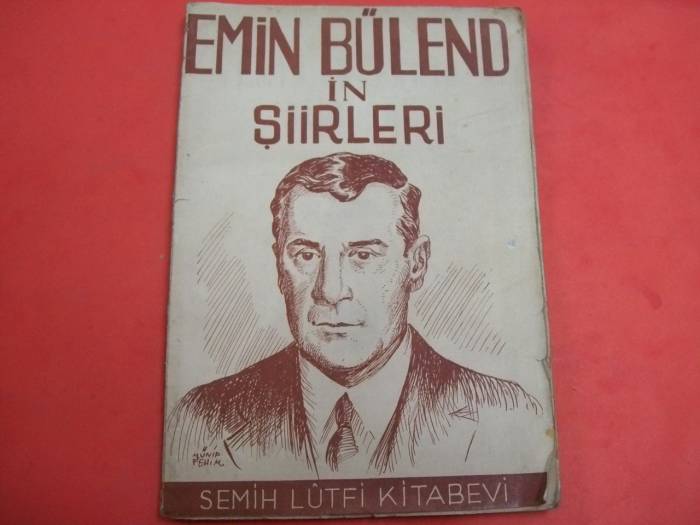 EMİN BÜLEND
İN
ŞİİRLERİ
MÜNİF
FEHİM
SEMİH LÛTFİ KİTABEVİ